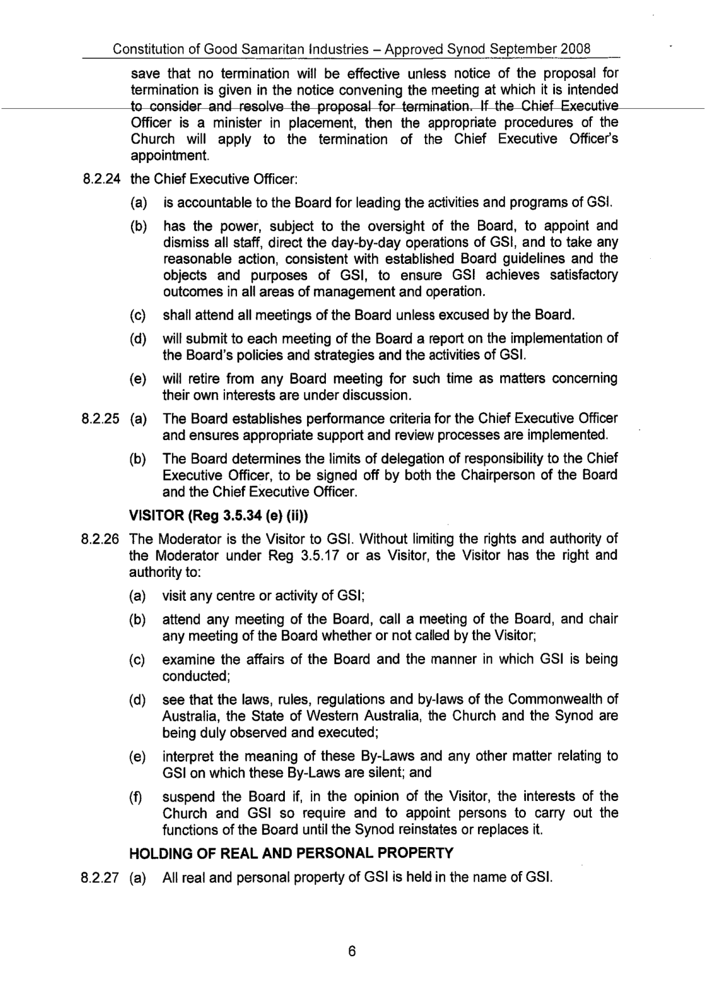 Constitution of Good Samaritan Industries – Approved Synod September 2008
save that no termination will be effective unless notice of the proposal for
termination is given in the notice convening the meeting at which it is intended
to consider and resolve the proposal for termination. If the Chief Executive
Officer is a minister in placement, then the appropriate procedures of the
Church will apply to the termination of the Chief Executive Officer's
appointment.
8.2.24 the Chief Executive Officer:
(a) is accountable to the Board for leading the activities and programs of GSI.
(b) has the power, subject to the oversight of the Board, to appoint and
dismiss all staff, direct the day-by-day operations of GSI, and to take any
reasonable action, consistent with established Board guidelines and the
objects and purposes of GSI, to ensure GSI achieves satisfactory
outcomes in all areas of management and operation.
(c) shall attend all meetings of the Board unless excused by the Board.
(d) will submit to each meeting of the Board a report on the implementation of
the Board's policies and strategies and the activities of GSI.
(e) will retire from any Board meeting for such time as matters concerning
their own interests are under discussion.
8.2.25 (a) The Board establishes performance criteria for the Chief Executive Officer
and ensures appropriate support and review processes are implemented.
(b) The Board determines the limits of delegation of responsibility to the Chief
Executive Officer, to be signed off by both the Chairperson of the Board
and the Chief Executive Officer.
VISITOR (Reg 3.5.34 (e) (ii))
8.2.26 The Moderator is the Visitor to GSI. Without limiting the rights and authority of
the Moderator under Reg 3.5.17 or as Visitor, the Visitor has the right and
authority to:
(a) visit any centre or activity of GSI;
(b) attend any meeting of the Board, call a meeting of the Board, and chair
any meeting of the Board whether or not called by the Visitor;
(c) examine the affairs of the Board and the manner in which GSI is being
conducted;
(d) see that the laws, rules, regulations and by-laws of the Commonwealth of
Australia, the State of Western Australia, the Church and the Synod are
being duly observed and executed;
(e) interpret the meaning of these By-Laws and any other matter relating to
GSI on which these By-Laws are silent; and
(f) suspend the Board if, in the opinion of the Visitor, the interests of the
Church and GSI so require and to appoint persons to carry out the
functions of the Board until the Synod reinstates or replaces it.
HOLDING OF REAL AND PERSONAL PROPERTY
8.2.27 (a) All real and personal property of GSI is held in the name of GSI.
6